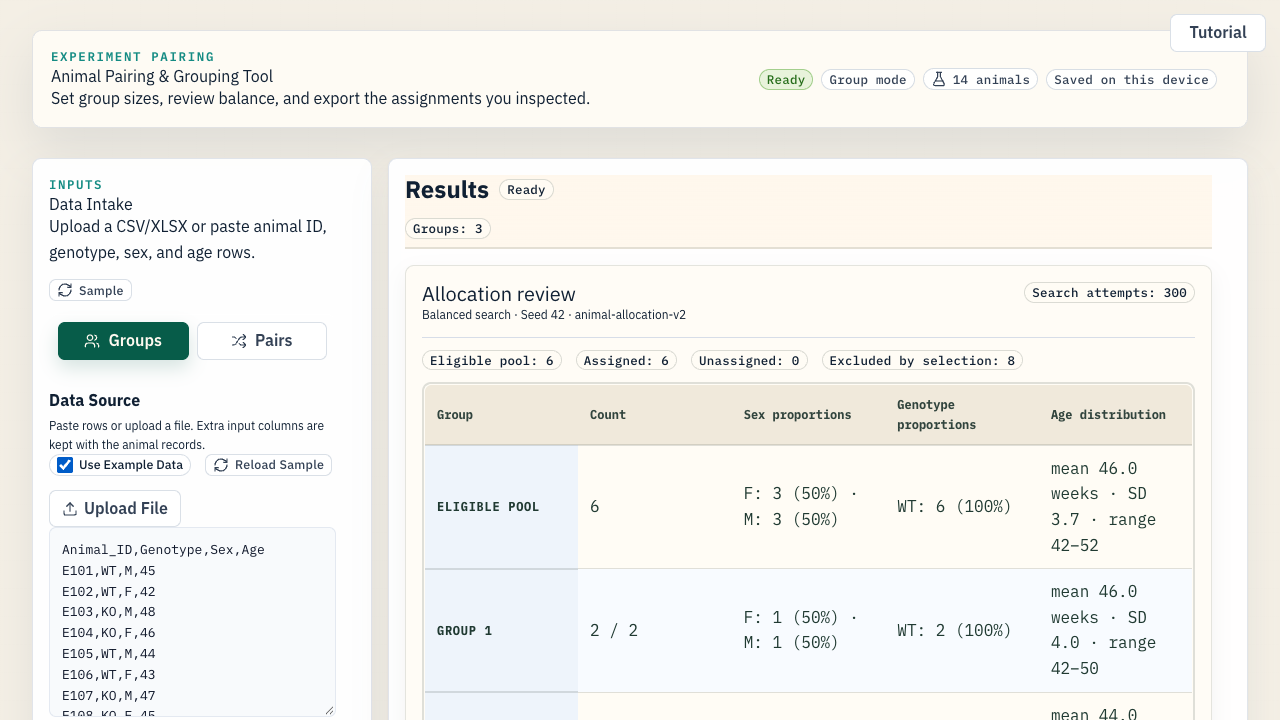 Tutorial
EXPERIMENT PAIRING
Animal Pairing & Grouping Tool
Set group sizes, review balance, and export the assignments you inspected.
Ready
Group mode
14 animals
Saved on this device
INPUTS
Data Intake
Upload a CSV/XLSX or paste animal ID,
genotype, sex, and age rows.
Sample
Groups
Pairs
Data Source
Paste rows or upload a file. Extra input columns are
kept with the animal records.
Use Example Data
Reload Sample
Upload File
Animal_ID,Genotype,Sex,Age
E101,WT,M,45
E102,WT,F,42
E103,KO,M,48
E104,KO,F,46
E105,WT,M,44
E106,WT,F,43
E107,KO,M,47
E108,KO,F,45
Results
Ready
Groups: 3
Allocation review
Balanced search · Seed 42 · animal-allocation-v2
Search attempts: 300
Eligible pool: 6
Assigned: 6
Unassigned: 0
Excluded by selection: 8
Group
Count
Sex proportions
Genotype
proportions
Age distribution
ELIGIBLE POOL
6
F: 3 (50%) ·
M: 3 (50%)
WT: 6 (100%)
mean 46.0
weeks · SD
3.7 · range
42–52
GROUP 1
2 / 2
F: 1 (50%) ·
M: 1 (50%)
WT: 2 (100%)
mean 46.0
weeks · SD
4.0 · range
42–50
mean 44.0